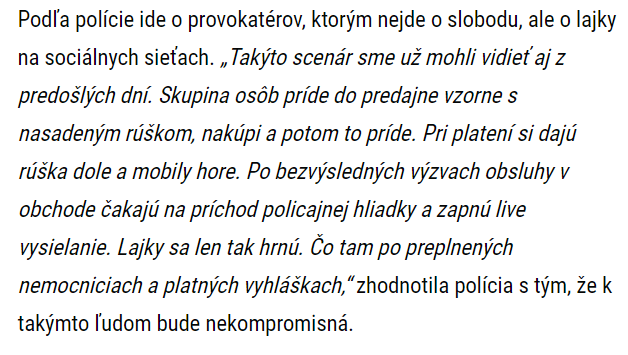 Podľa polície ide o provokatérov, ktorým nejde o slobodu, ale o lajky
na sociálnych sieťach. „Takýto scenár sme už mohli vidieť aj z
predošlých dní. Skupina osôb príde do predajne vzorne s
nasadeným rúškom, nakúpi a potom to príde. Pri platení si dajú
rúška dole a mobily hore. Po bezvýsledných výzvach obsluhy v
obchode čakajú na príchod policajnej hliadky a zapnú live
vysielanie. Lajky sa len tak hrnú. Čo tam po preplnených
nemocniciach a platných vyhláškach,“ zhodnotila polícia s tým, že k
takýmto ľudom bude nekompromisná.